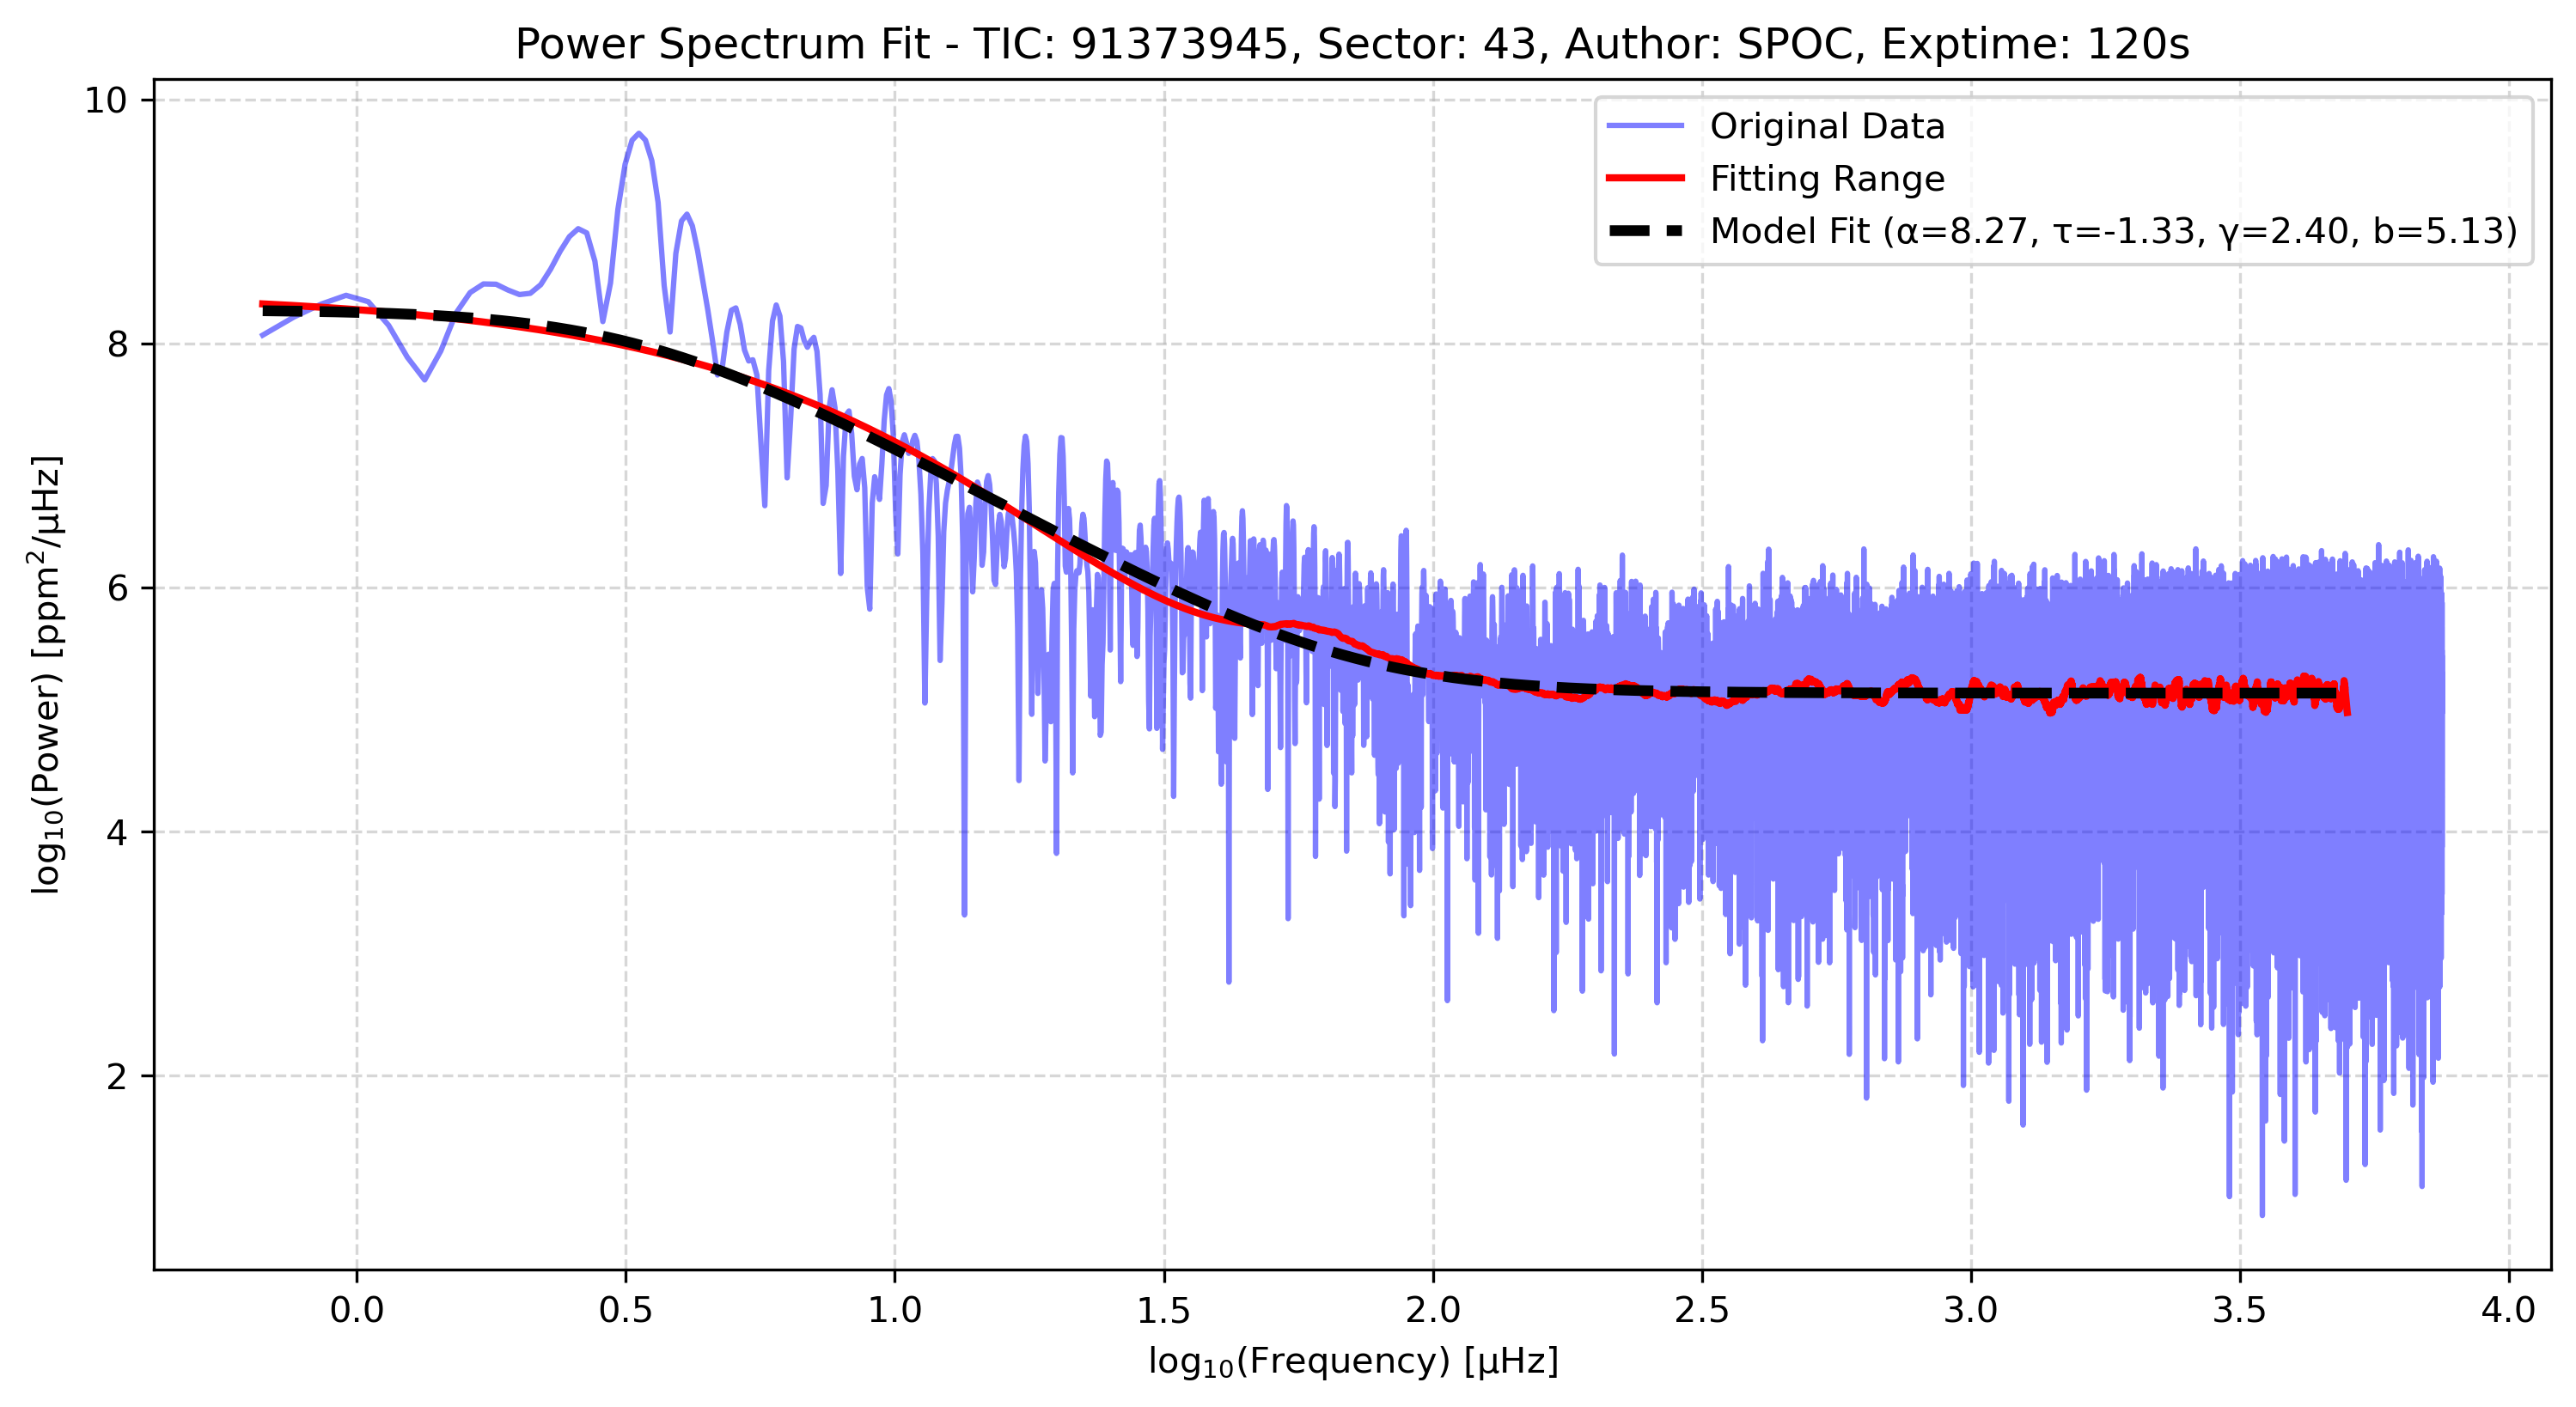 Power Spectrum Fit - TIC: 91373945, Sector: 43, Author: SPOC, Exptime: 120s
log₁₀(Power) [ppm²/μHz]
10
8
6
4
2
Original Data
Fitting Range
Model Fit (α=8.27, τ=-1.33, γ=2.40, b=5.13)
0.0 0.5 1.0 1.5 2.0 2.5 3.0 3.5 4.0
log₁₀(Frequency) [μHz]